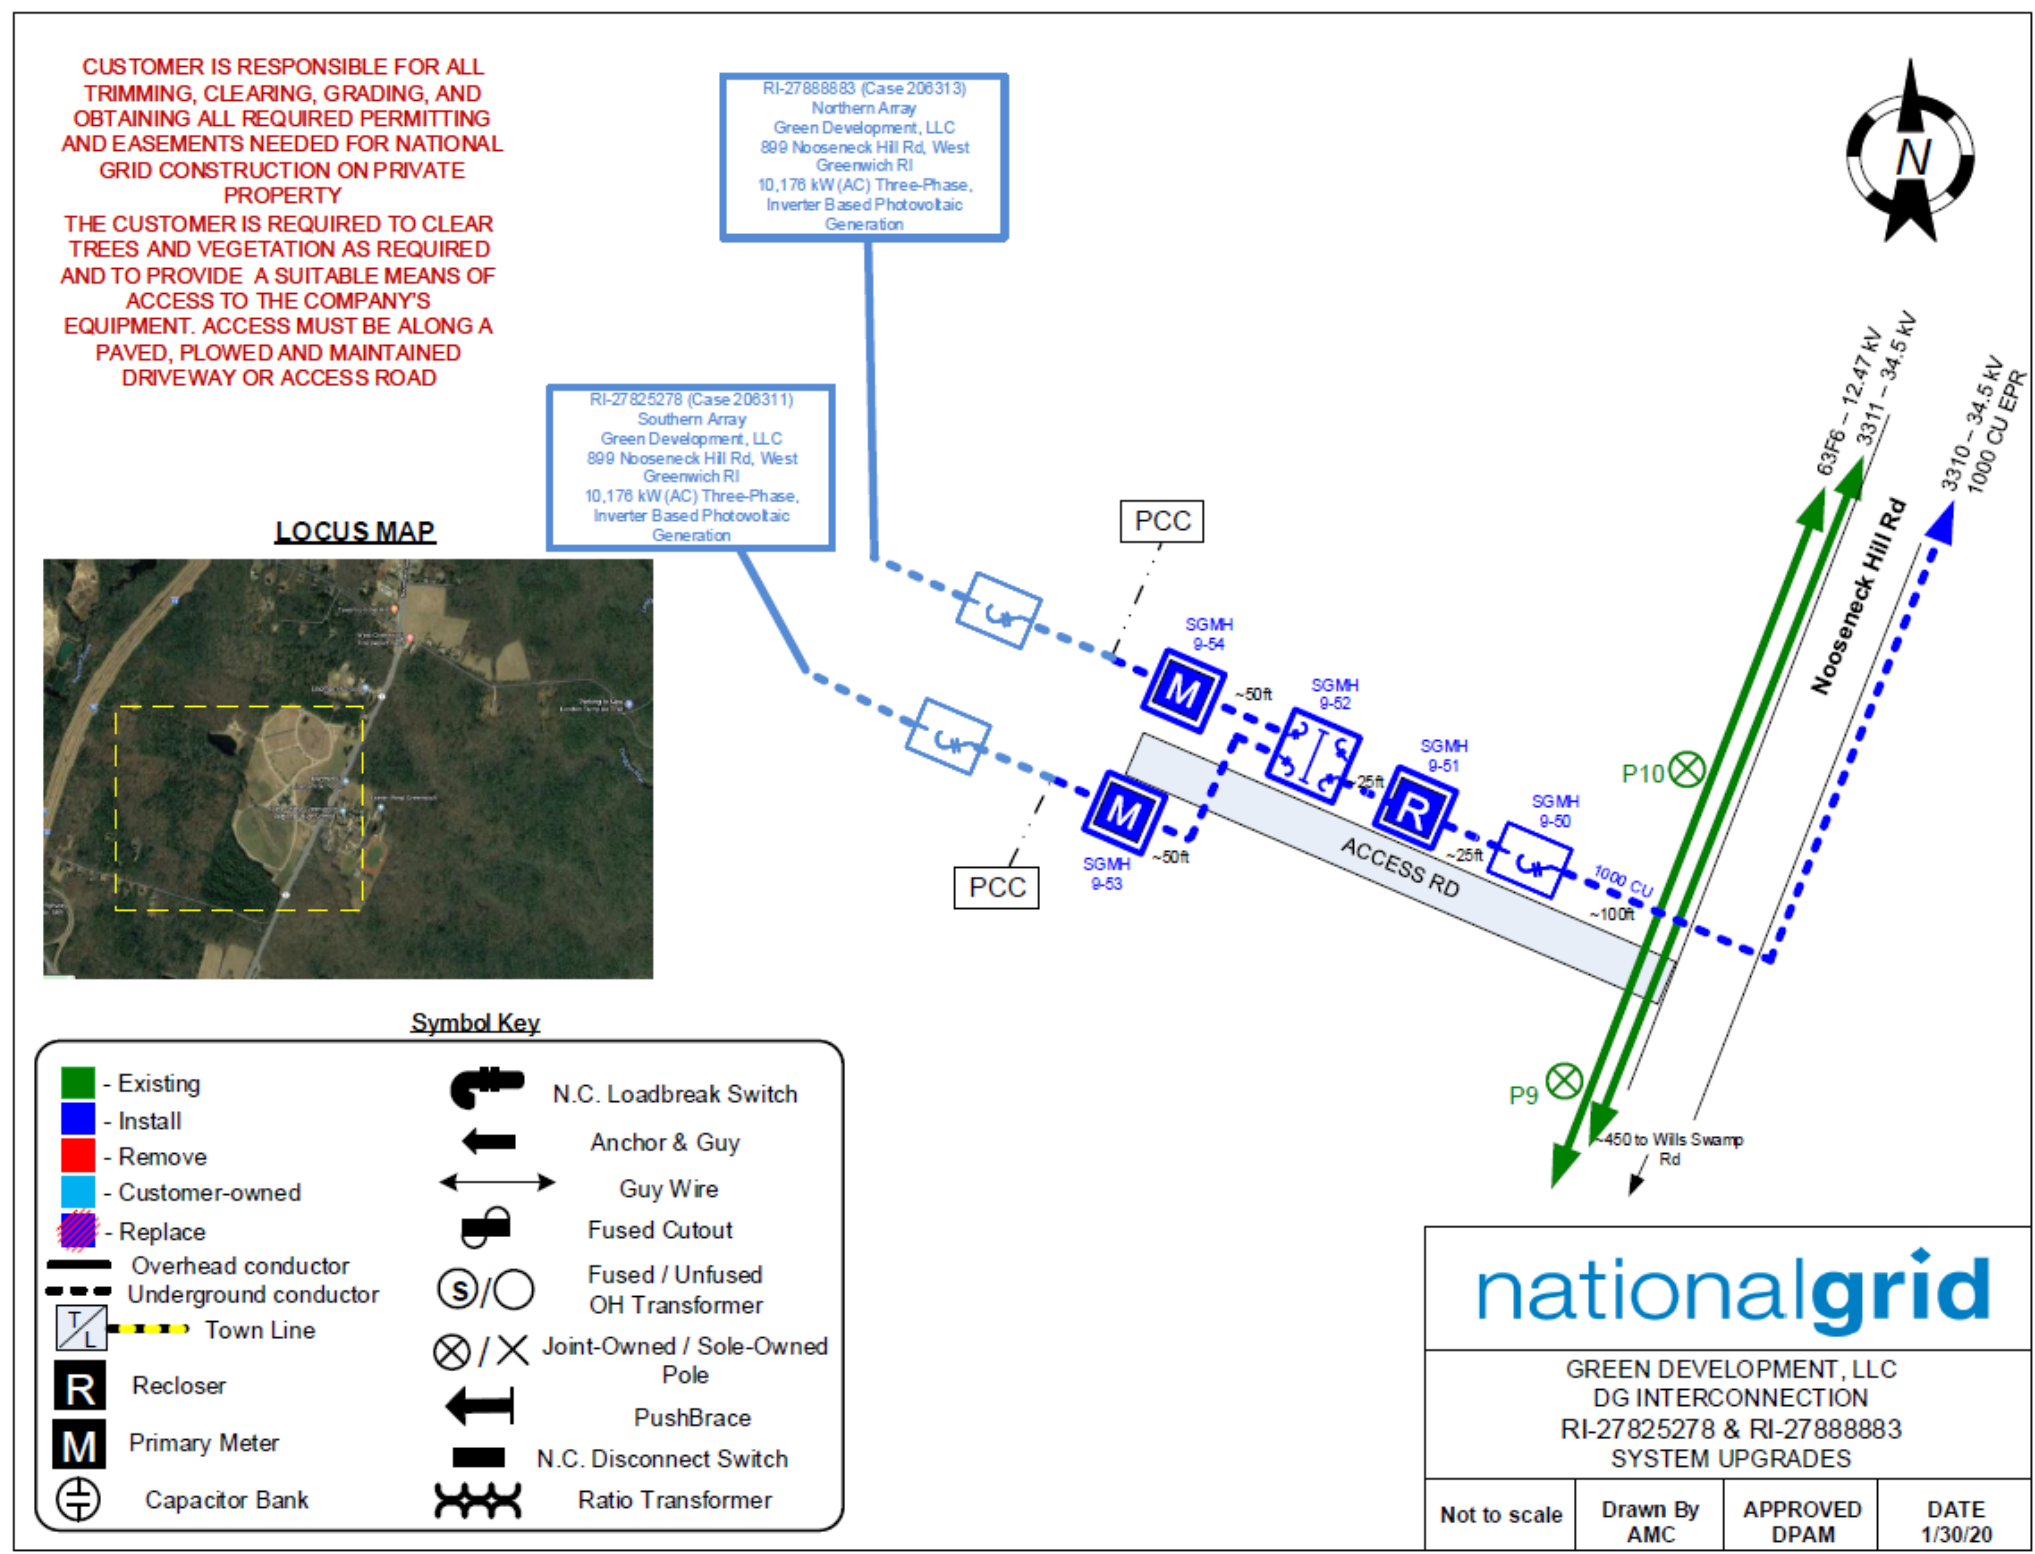 CUSTOMER IS RESPONSIBLE FOR ALL
TRIMMING, CLEARING, GRADING, AND
OBTAINING ALL REQUIRED PERMITTING
AND EASEMENTS NEEDED FOR NATIONAL
GRID CONSTRUCTION ON PRIVATE
PROPERTY
THE CUSTOMER IS REQUIRED TO CLEAR
TREES AND VEGETATION AS REQUIRED
AND TO PROVIDE A SUITABLE MEANS OF
ACCESS TO THE COMPANY'S
EQUIPMENT. ACCESS MUST BE ALONG A
PAVED, PLOWED AND MAINTAINED
DRIVEWAY OR ACCESS ROAD
RI-27888883 (Case 206313)
Northern Array
Green Development, LLC
899 Nooseneck Hill Rd, West
Greenwich RI
10,176 kW (AC) Three-Phase,
Inverter Based Photovoltaic
Generation
N
RI-27825278 (Case 206311)
Southern Array
Green Development, LLC
899 Nooseneck Hill Rd, West
Greenwich RI
10,176 kW (AC) Three-Phase,
Inverter Based Photovoltaic
Generation
63F6 – 12.47 kV
3311 – 34.5 kV
3310 – 34.5 kV
1000 CU EPR
Nooseneck Hill Rd
LOCUS MAP
PCC
SGMH
9-54
M
~50ft
SGMH
9-52
~25ft
SGMH
9-51
R
~25ft
SGMH
9-50
1000 CU
~100ft
P10
M
SGMH
9-53
~50ft
PCC
ACCESS RD
P9
~450 to Wills Swamp
Rd
Symbol Key
- Existing
- Install
- Remove
- Customer-owned
- Replace
Overhead conductor
Underground conductor
T/L Town Line
R Recloser
M Primary Meter
Capacitor Bank
N.C. Loadbreak Switch
Anchor & Guy
Guy Wire
Fused Cutout
S / Fused / Unfused
OH Transformer
/ Joint-Owned / Sole-Owned
Pole
PushBrace
N.C. Disconnect Switch
Ratio Transformer
nationalgrid
GREEN DEVELOPMENT, LLC
DG INTERCONNECTION
RI-27825278 & RI-27888883
SYSTEM UPGRADES
Not to scale
Drawn By
AMC
APPROVED
DPAM
DATE
1/30/20